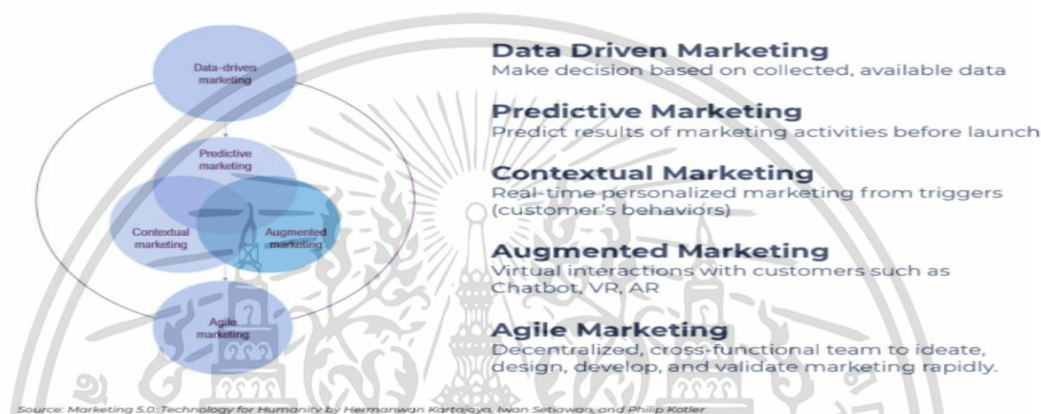 Data-driven
marketing
Predictive
marketing
Contextual
marketing
Augmented
marketing
Agile
marketing
Data Driven Marketing
Make decision based on collected, available data
Predictive Marketing
Predict results of marketing activities before launch
Contextual Marketing
Real-time personalized marketing from triggers
(customer's behaviors)
Augmented Marketing
Virtual interactions with customers such as
Chatbot, VR, AR
Agile Marketing
Decentralized, cross-functional team to ideate,
design, develop, and validate marketing rapidly.
Source: Marketing 5.0: Technology for Humanity by Hermanwan Kartajaya, Iwan Setiawan, and Philip Kotler